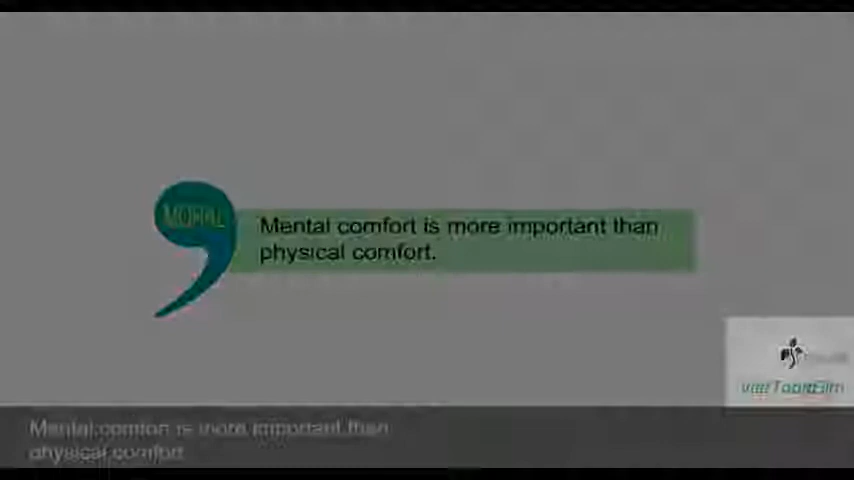 MORAL
Mental comfort is more important than
physical comfort.
Mental comfort is more important than
physical comfort